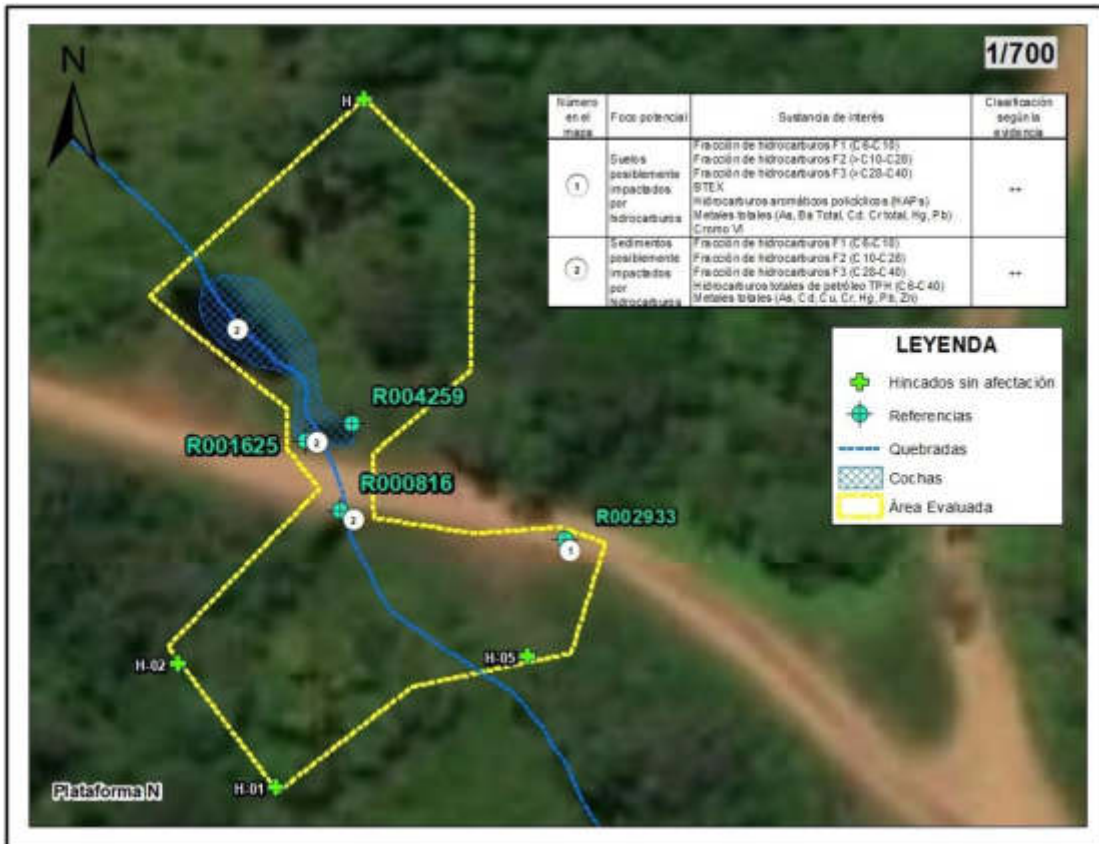 1/700
N
Número en el mapa
Foco potencial
Sustancia de interés
Clasificación según la evidencia
1
Suelos posiblemente impactados por hidrocarburos
Fracción de hidrocarburos F1 (C6-C10)
Fracción de hidrocarburos F2 (>C10-C28)
Fracción de hidrocarburos F3 (>C28-C40)
BTEX
Hidrocarburos aromáticos policíclicos (HAPs)
Metales totales (As, Ba Total, Cd, Cr total, Hg, Pb)
Cromo VI
++
2
Sedimentos posiblemente impactados por hidrocarburos
Fracción de hidrocarburos F1 (C6-C10)
Fracción de hidrocarburos F2 (C10-C28)
Fracción de hidrocarburos F3 (C28-C40)
Hidrocarburos totales de petróleo TPH (C6-C40)
Metales totales (As, Cd, Cu, Cr, Hg, Pb, Zn)
++
LEYENDA
Hincados sin afectación
Referencias
Quebradas
Cochas
Área Evaluada
H
2
R004259
R001625
2
R000816
2
R002933
1
H-02
H-05
H-01
Plataforma N